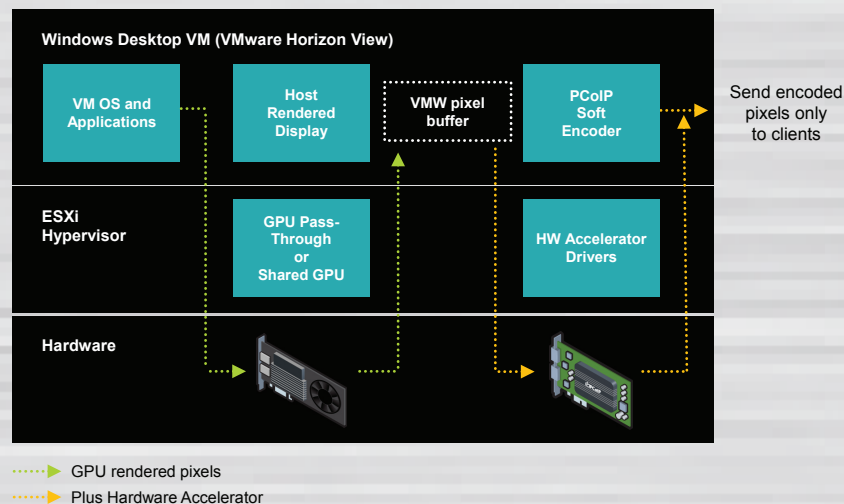 Windows Desktop VM (VMware Horizon View)
VM OS and
Applications
Host
Rendered
Display
VMW pixel
buffer
PCoIP
Soft
Encoder
Send encoded
pixels only
to clients
ESXi
Hypervisor
GPU Pass-
Through
or
Shared GPU
HW Accelerator
Drivers
Hardware
GPU rendered pixels
Plus Hardware Accelerator